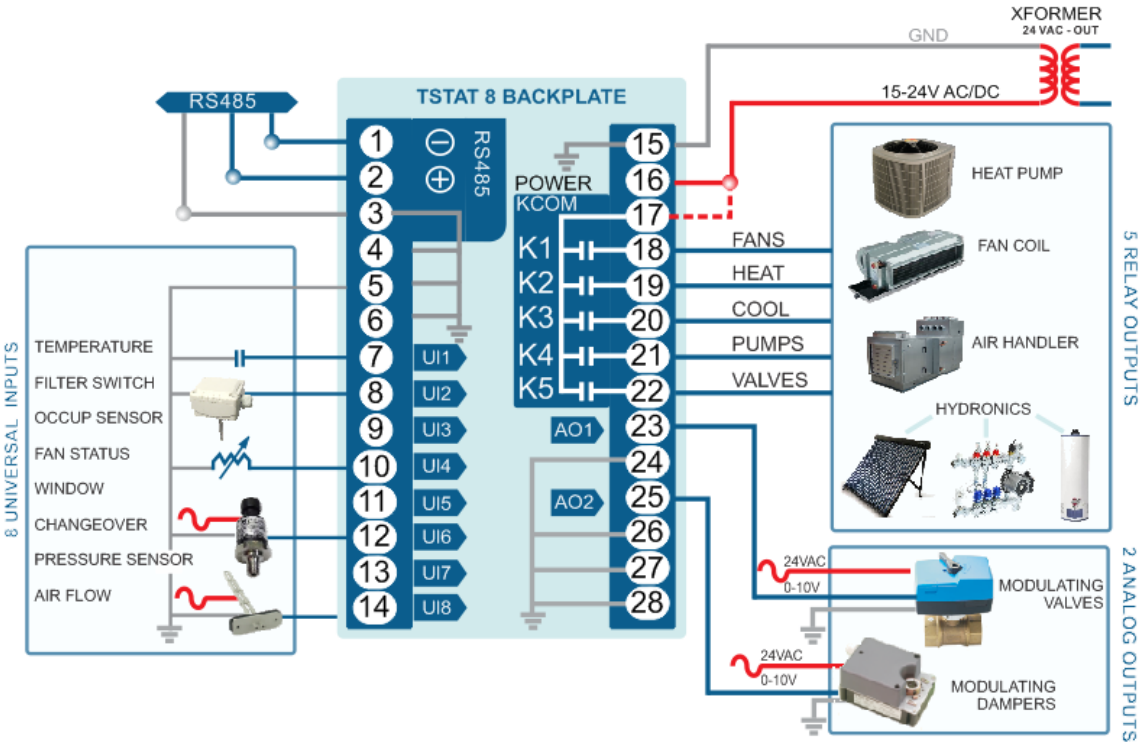 XFORMER
24 VAC - OUT
GND
15-24V AC/DC
RS485
TSTAT 8 BACKPLATE
1
2
3
4
5
6
7
8
9
10
11
12
13
14
RS485
UI1
UI2
UI3
UI4
UI5
UI6
UI7
UI8
POWER
KCOM
K1
K2
K3
K4
K5
AO1
AO2
15
16
17
18
19
20
21
22
23
24
25
26
27
28
FANS
HEAT
COOL
PUMPS
VALVES
8 UNIVERSAL INPUTS
TEMPERATURE
FILTER SWITCH
OCCUP SENSOR
FAN STATUS
WINDOW
CHANGEOVER
PRESSURE SENSOR
AIR FLOW
HEAT PUMP
FAN COIL
AIR HANDLER
HYDRONICS
5 RELAY OUTPUTS
24VAC
0-10V
MODULATING
VALVES
24VAC
0-10V
MODULATING
DAMPERS
2 ANALOG OUTPUTS